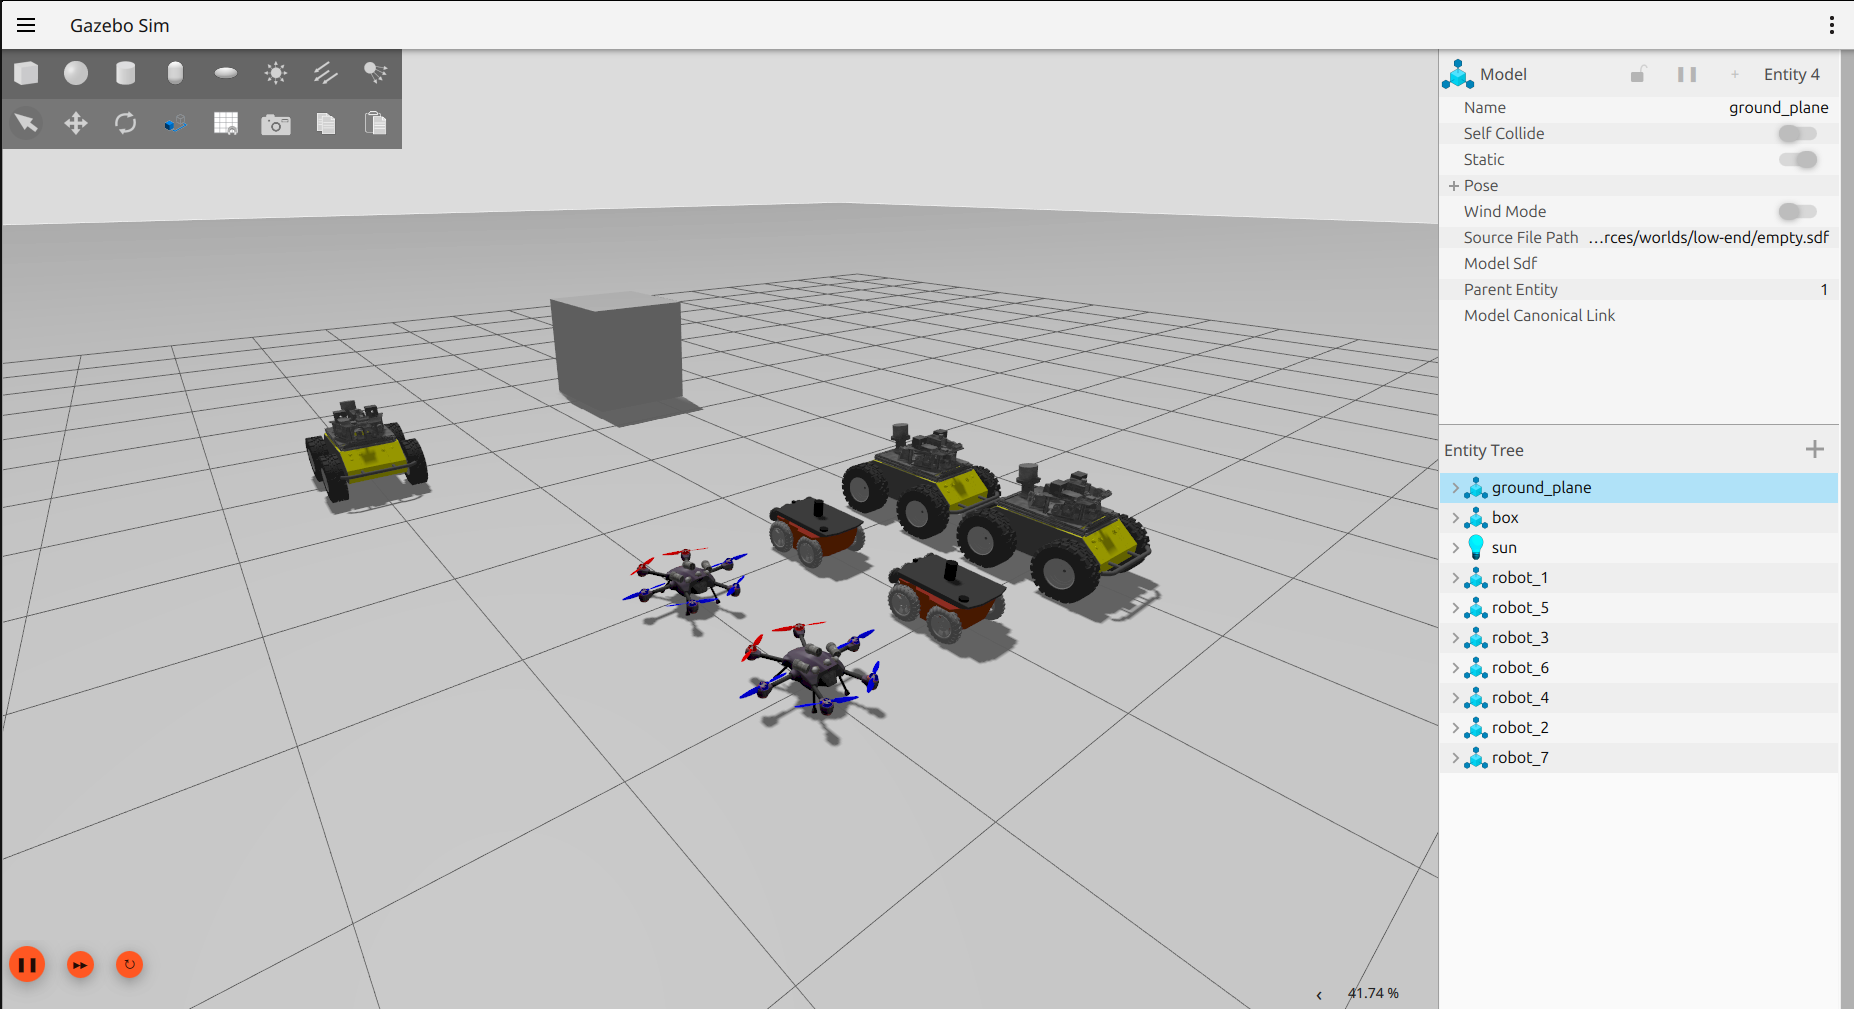 Gazebo Sim
Model
Entity 4
Name ground_plane
Self Collide
Static
Pose
Wind Mode
Source File Path ...rces/worlds/low-end/empty.sdf
Model Sdf
Parent Entity 1
Model Canonical Link
Entity Tree
ground_plane
box
sun
robot_1
robot_5
robot_3
robot_6
robot_4
robot_2
robot_7
41.74 %